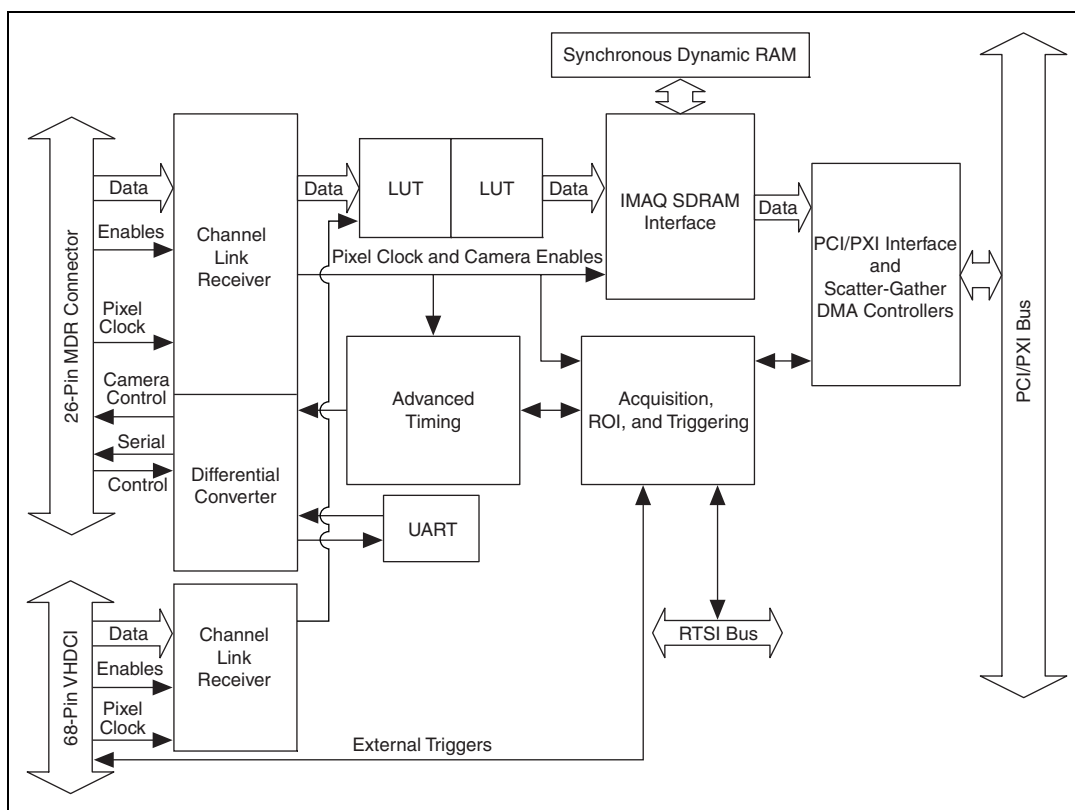 Synchronous Dynamic RAM
26-Pin MDR Connector
Data
Enables
Pixel
Clock
Camera
Control
Serial
Control
Channel
Link
Receiver
Differential
Converter
Data
LUT
LUT
Data
IMAQ SDRAM
Interface
Data
PCI/PXI Interface
and
Scatter-Gather
DMA Controllers
PCI/PXI Bus
Pixel Clock and Camera Enables
Advanced
Timing
Acquisition,
ROI, and Triggering
UART
68-Pin VHDCI
Data
Enables
Pixel
Clock
Channel
Link
Receiver
RTSI Bus
External Triggers